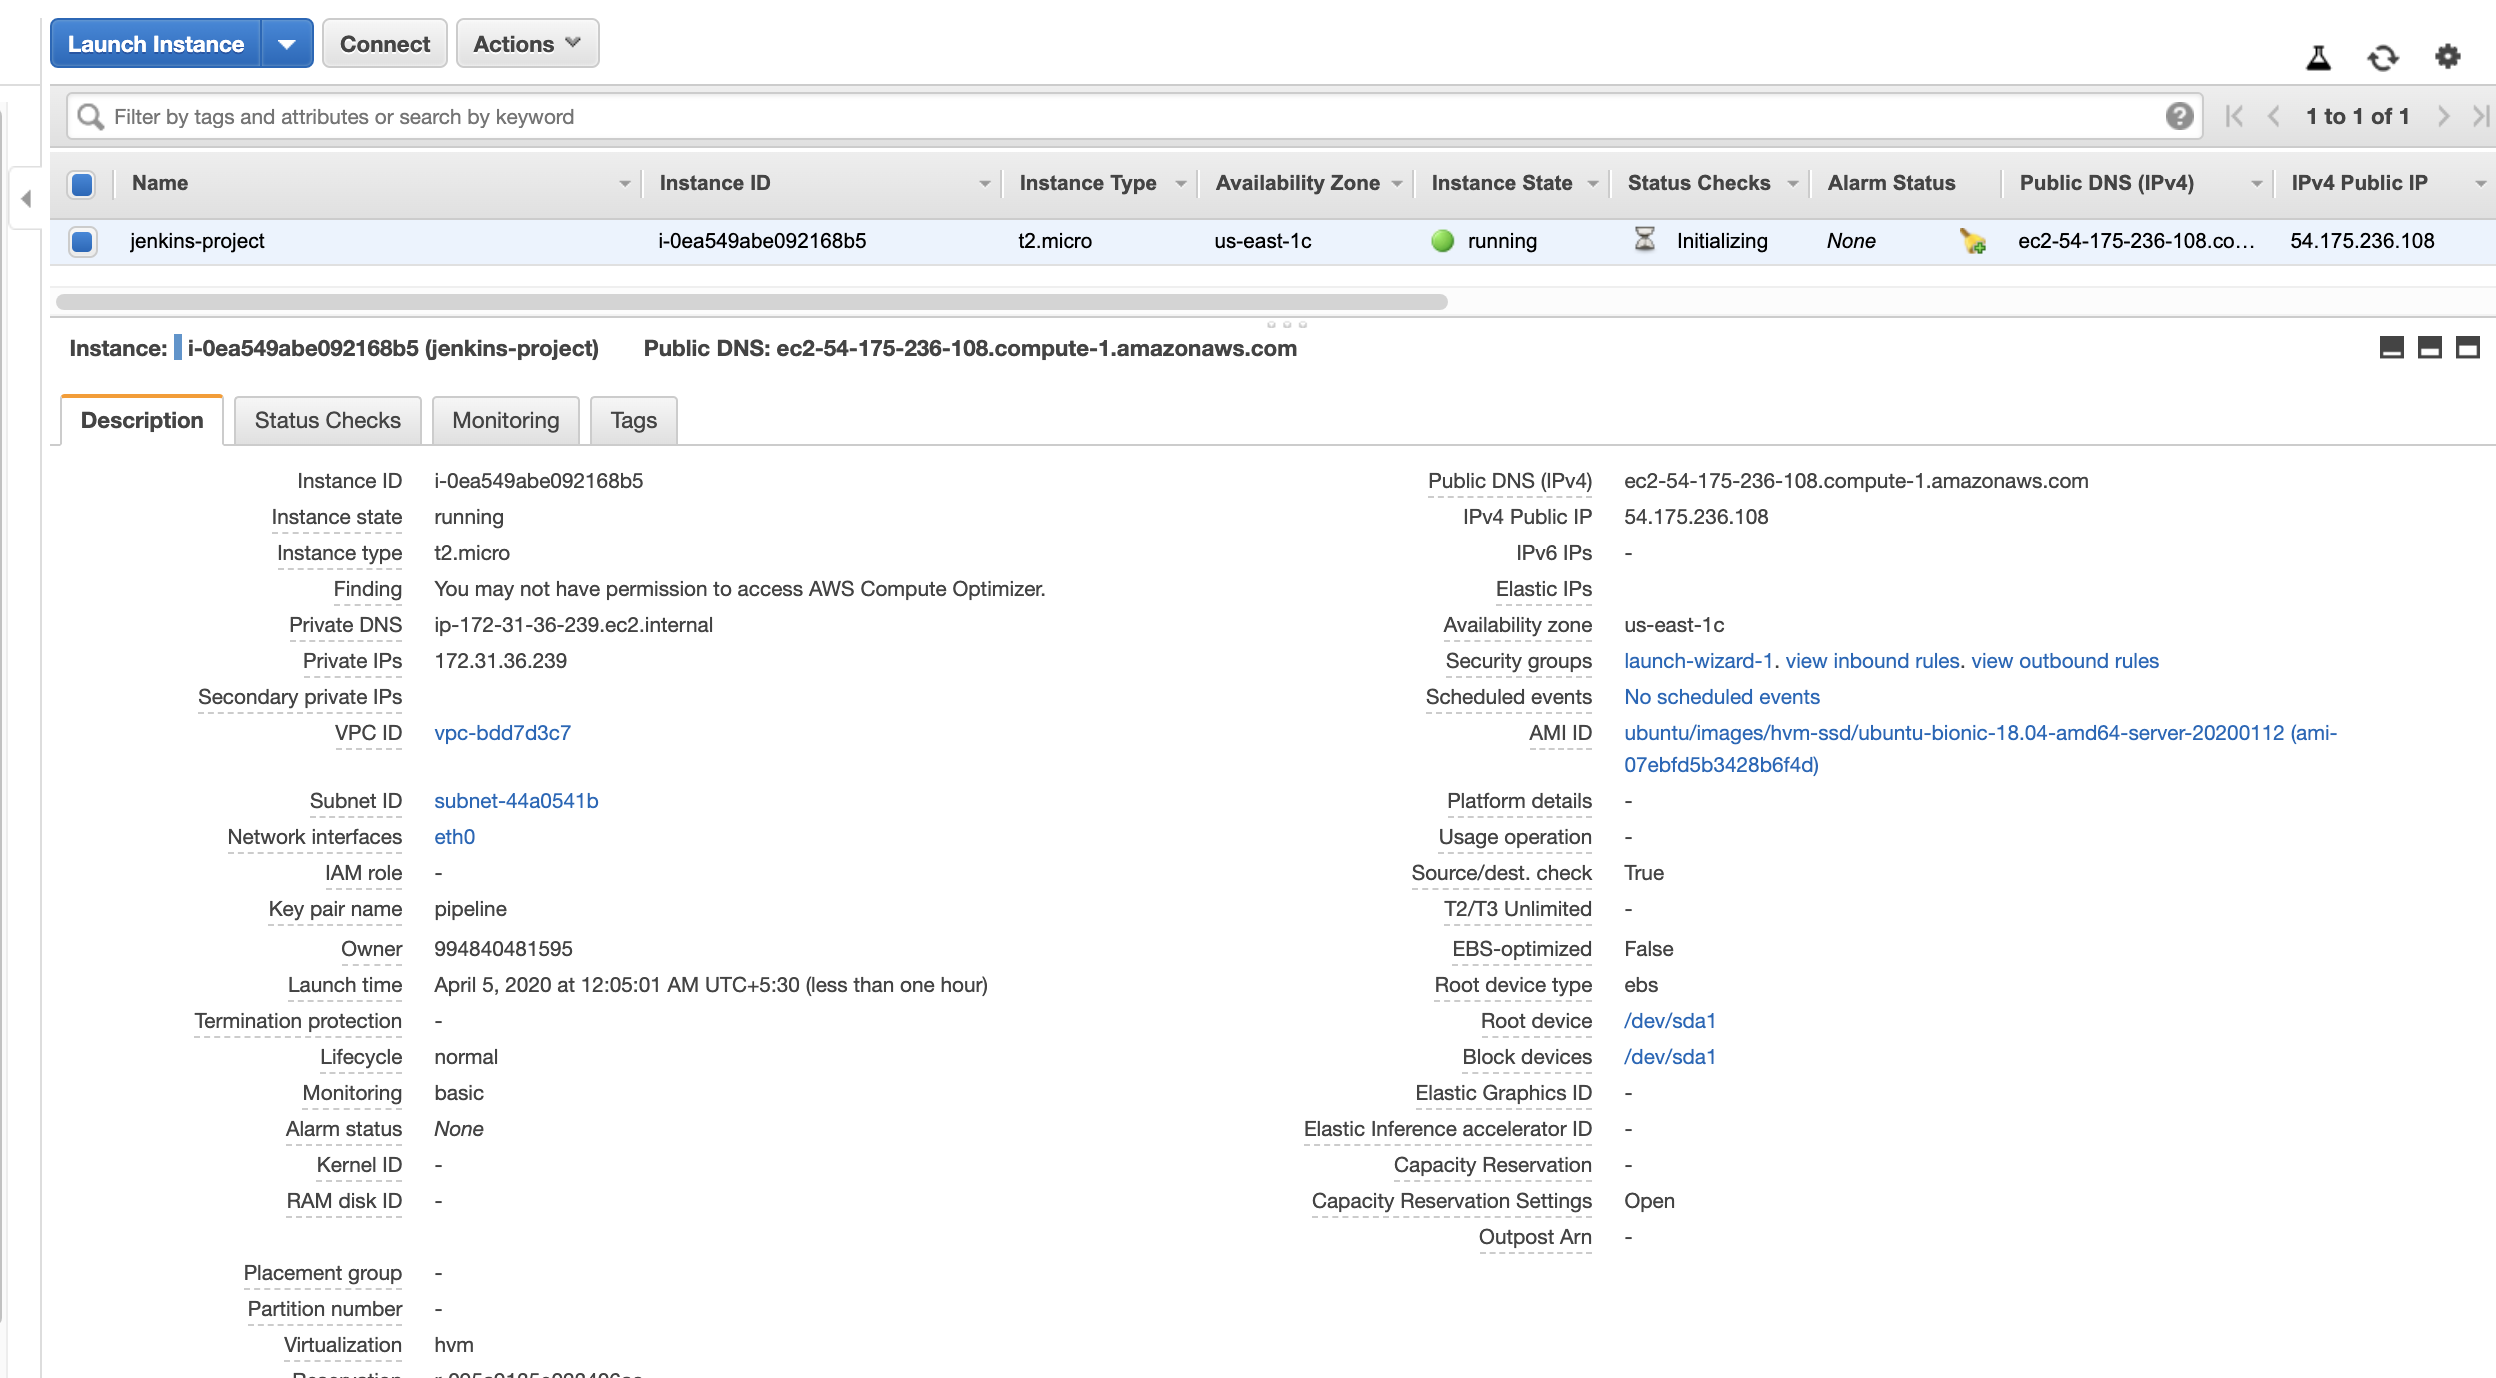 Launch Instance Connect Actions
Filter by tags and attributes or search by keyword 1 to 1 of 1
Name Instance ID Instance Type Availability Zone Instance State Status Checks Alarm Status Public DNS (IPv4) IPv4 Public IP
jenkins-project i-0ea549abe092168b5 t2.micro us-east-1c running Initializing None ec2-54-175-236-108.co... 54.175.236.108
Instance: i-0ea549abe092168b5 (jenkins-project) Public DNS: ec2-54-175-236-108.compute-1.amazonaws.com
Description Status Checks Monitoring Tags
Instance ID i-0ea549abe092168b5
Instance state running
Instance type t2.micro
Finding You may not have permission to access AWS Compute Optimizer.
Private DNS ip-172-31-36-239.ec2.internal
Private IPs 172.31.36.239
Secondary private IPs
VPC ID vpc-bdd7d3c7
Subnet ID subnet-44a0541b
Network interfaces eth0
IAM role -
Key pair name pipeline
Owner 994840481595
Launch time April 5, 2020 at 12:05:01 AM UTC+5:30 (less than one hour)
Termination protection -
Lifecycle normal
Monitoring basic
Alarm status None
Kernel ID -
RAM disk ID -
Placement group -
Partition number -
Virtualization hvm
Public DNS (IPv4) ec2-54-175-236-108.compute-1.amazonaws.com
IPv4 Public IP 54.175.236.108
IPv6 IPs -
Elastic IPs
Availability zone us-east-1c
Security groups launch-wizard-1. view inbound rules. view outbound rules
Scheduled events No scheduled events
AMI ID ubuntu/images/hvm-ssd/ubuntu-bionic-18.04-amd64-server-20200112 (ami-
07ebfd5b3428b6f4d)
Platform details -
Usage operation -
Source/dest. check True
T2/T3 Unlimited -
EBS-optimized False
Root device type ebs
Root device /dev/sda1
Block devices /dev/sda1
Elastic Graphics ID -
Elastic Inference accelerator ID -
Capacity Reservation -
Capacity Reservation Settings Open
Outpost Arn -